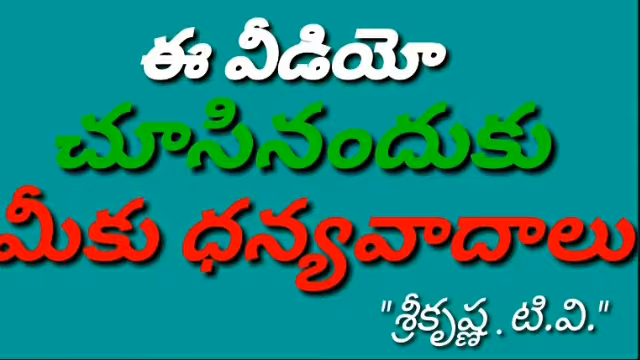 ఈ వీడియో
చూసినందుకు
మీకు ధన్యవాదాలు
"శ్రీకృష్ణ . టి.వి."